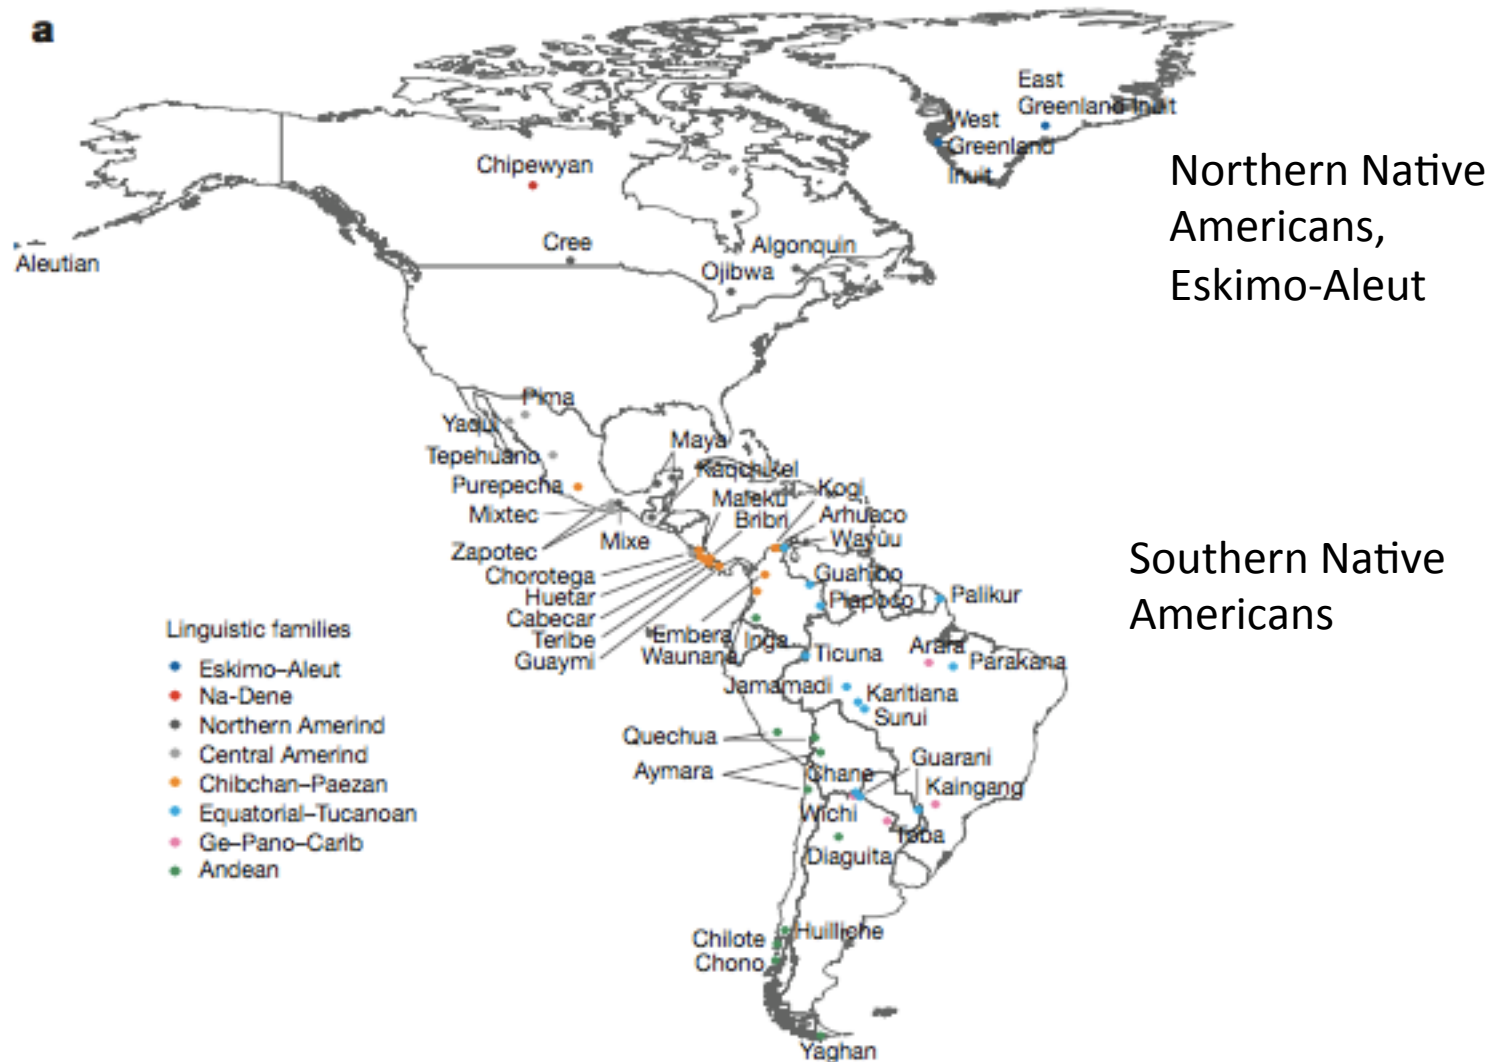 a
East
Greenland Inuit
West
Greenland
Inuit
Northern Native
Americans,
Eskimo-Aleut
Chipewyan
Cree
Algonquin
Ojibwa
Aleutian
Pima
Yaqui
Tepehuano
Purepecha
Mixtec
Zapotec
Mixe
Maya
Kaqchikel
Maleku
Bribri
Kogi
Arhuaco
Wayuu
Chorotega
Huetar
Cabecar
Teribe
Guaymi
Guahibo
Piapoco
Palikur
Southern Native
Americans
Embera
Waunana
Inga
Ticuna
Arara
Parakana
Jamamadi
Karitiana
Surui
Quechua
Aymara
Chane
Guarani
Kaingang
Wichi
Toba
Diaguita
Chilote
Huilliche
Chono
Yaghan
Linguistic families
Eskimo–Aleut
Na-Dene
Northern Amerind
Central Amerind
Chibchan–Paezan
Equatorial–Tucanoan
Ge–Pano–Carib
Andean